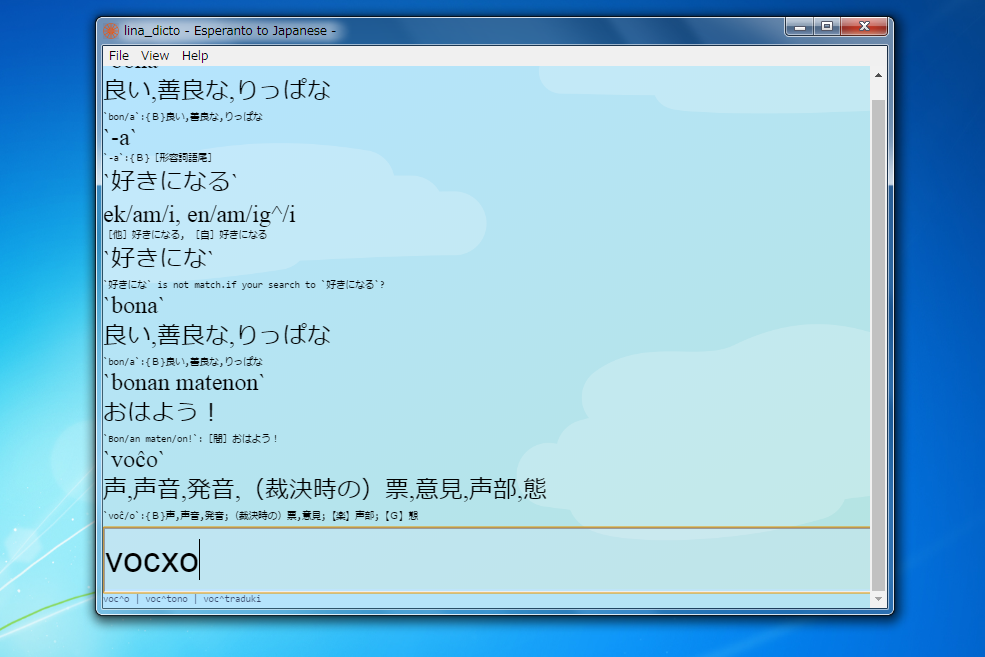 lina_dicto - Esperanto to Japanese -
File View Help
良い,善良な,りっぱな
`bon/a`:{B}良い,善良な,りっぱな
`-a`
`-a`:{B}［形容詞語尾］
`好きになる`
ek/am/i, en/am/ig^/i
［他］好きになる, ［自］好きになる
`好きにな`
`好きにな` is not match.if your search to `好きになる`?
`bona`
良い,善良な,りっぱな
`bon/a`:{B}良い,善良な,りっぱな
`bonan matenon`
おはよう！
`Bon/an maten/on!`:［間］おはよう！
`voĉo`
声,声音,発音,（裁決時の）票,意見,声部,態
`voĉ/o`:{B}声,声音,発音;（裁決時の）票,意見;【楽】声部;【G】態
vocxo
voc^o | voc^tono | voc^traduki